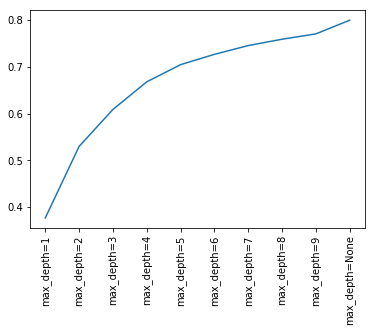 0.8
0.7
0.6
0.5
0.4
max_depth=1
max_depth=2
max_depth=3
max_depth=4
max_depth=5
max_depth=6
max_depth=7
max_depth=8
max_depth=9
max_depth=None